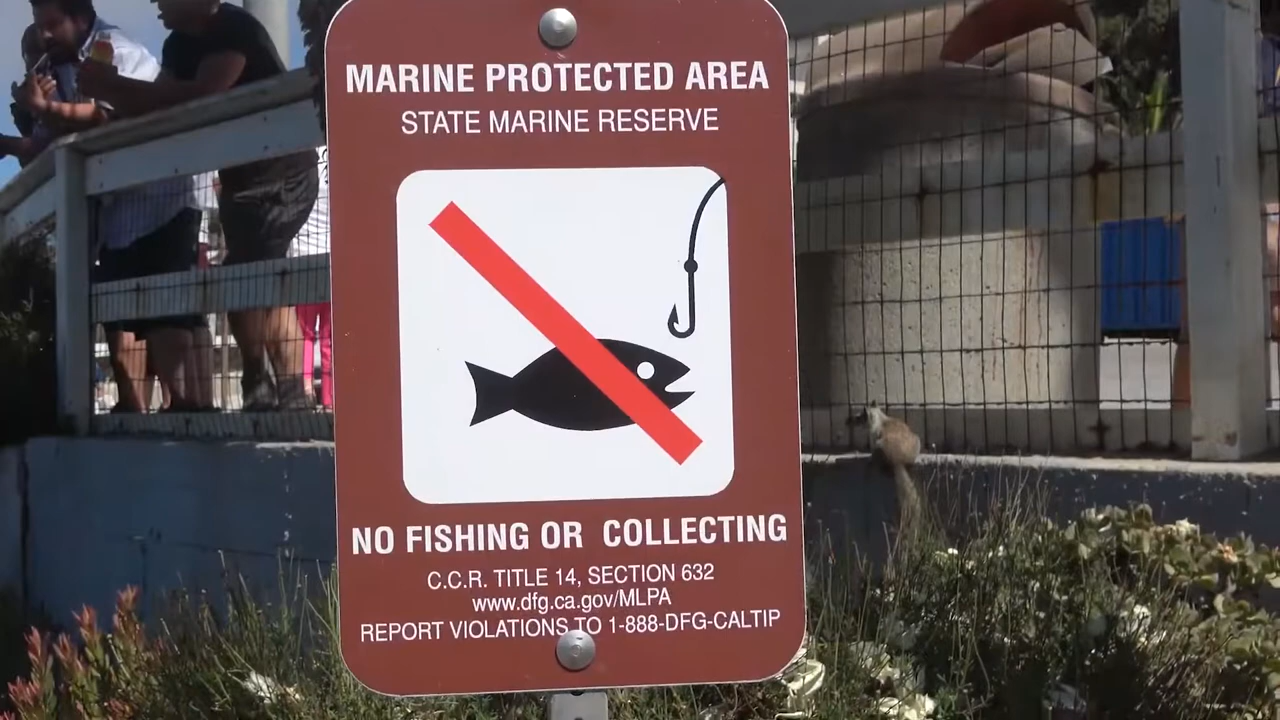 MARINE PROTECTED AREA
STATE MARINE RESERVE
NO FISHING OR COLLECTING
C.C.R. TITLE 14, SECTION 632
www.dfg.ca.gov/MLPA
REPORT VIOLATIONS TO 1-888-DFG-CALTIP